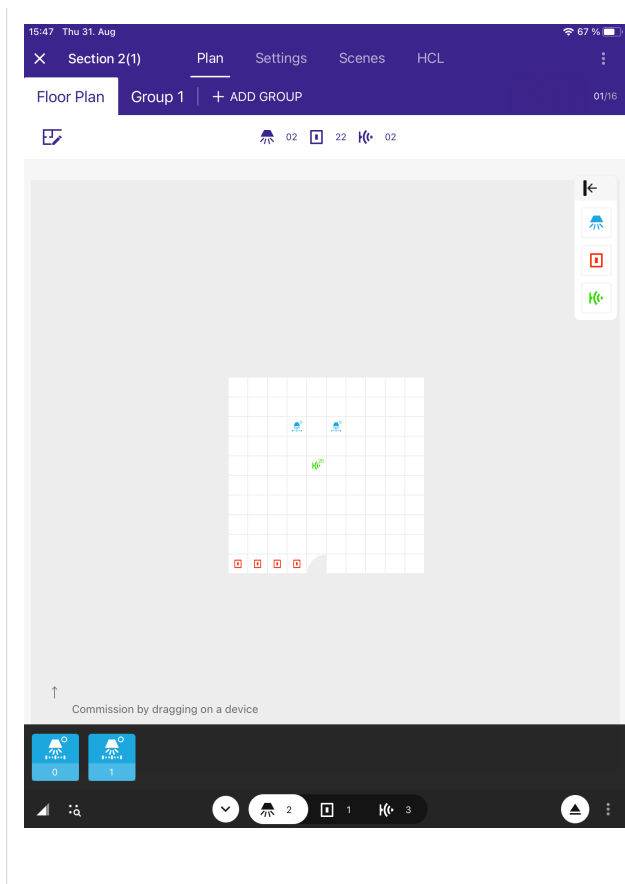 15:47 Thu 31. Aug 67 %
Section 2(1) Plan Settings Scenes HCL
Floor Plan Group 1 + ADD GROUP 01/16
02 22 02
20
Commission by dragging on a device
0 1
2 1 3